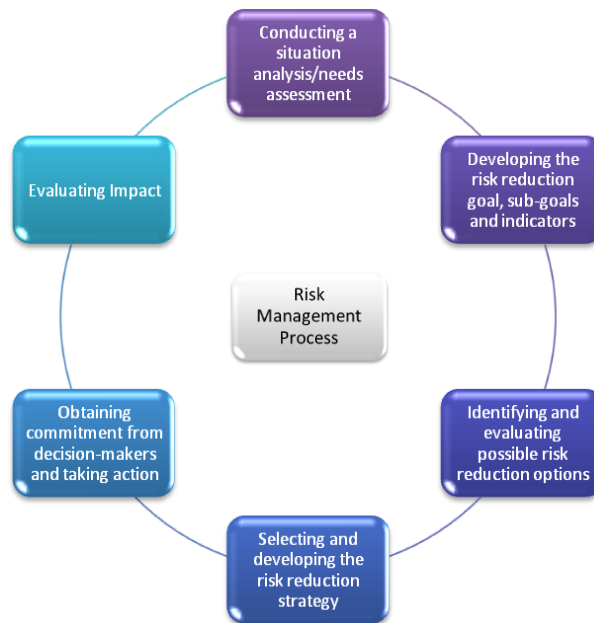 Conducting a
situation
analysis/needs
assessment
Developing the
risk reduction
goal, sub-goals
and indicators
Identifying and
evaluating
possible risk
reduction options
Selecting and
developing the
risk reduction
strategy
Obtaining
commitment from
decision-makers
and taking action
Evaluating Impact
Risk
Management
Process